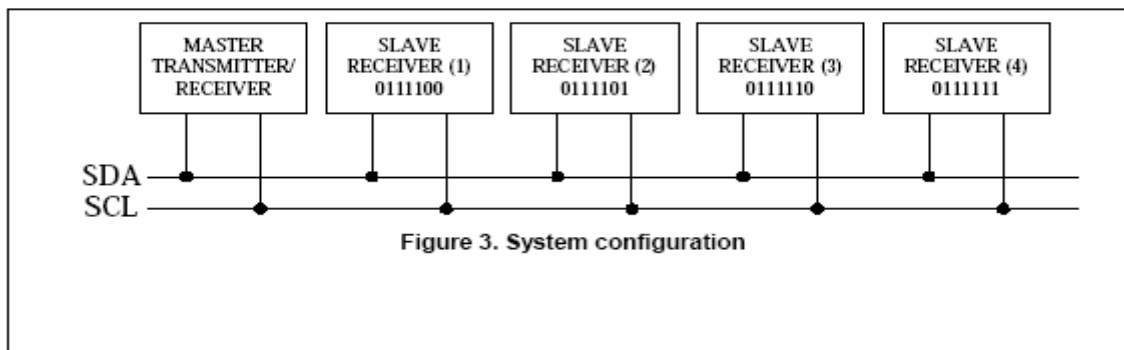 MASTER
TRANSMITTER/
RECEIVER
SLAVE
RECEIVER (1)
0111100
SLAVE
RECEIVER (2)
0111101
SLAVE
RECEIVER (3)
0111110
SLAVE
RECEIVER (4)
0111111
SDA
SCL
Figure 3. System configuration